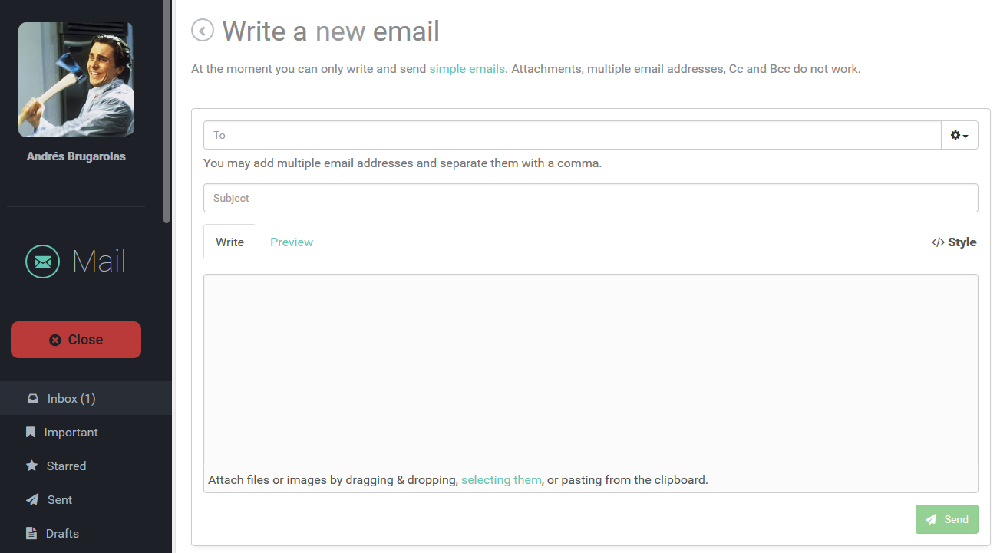 Andrés Brugarolas
Mail
Close
Inbox (1)
Important
Starred
Sent
Drafts
Write a new email
At the moment you can only write and send simple emails. Attachments, multiple email addresses, Cc and Bcc do not work.
To
You may add multiple email addresses and separate them with a comma.
Subject
Write Preview </> Style
Attach files or images by dragging & dropping, selecting them, or pasting from the clipboard.
Send